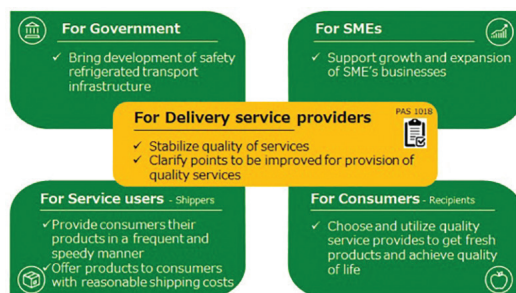 For Government
✓ Bring development of safety
refrigerated transport
infrastructure
For SMEs
✓ Support growth and expansion
of SME's businesses
For Delivery service providers
PAS 1018
✓ Stabilize quality of services
✓ Clarify points to be improved for provision of
quality services
For Service users - Shippers
✓Provide consumers their
products in a frequent and
speedy manner
✓Offer products to consumers
with reasonable shipping costs
For Consumers - Recipients
✓ Choose and utilize quality
service provides to get fresh
products and achieve quality
of life